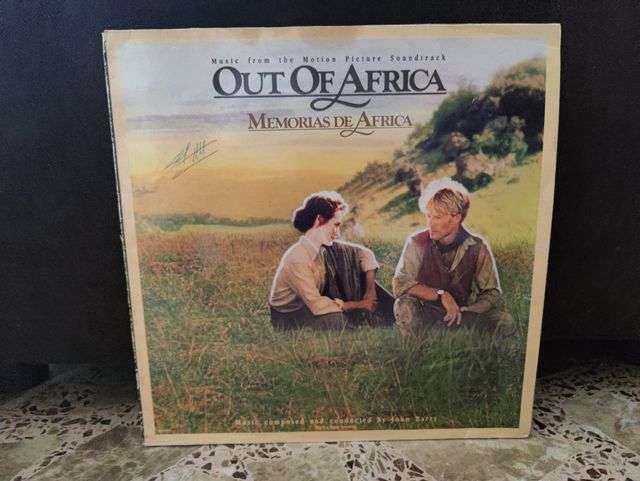 Music from the Motion Picture Soundtrack
OUT OF AFRICA
MEMORIAS DE AFRICA
Music composed and conducted by John Barry